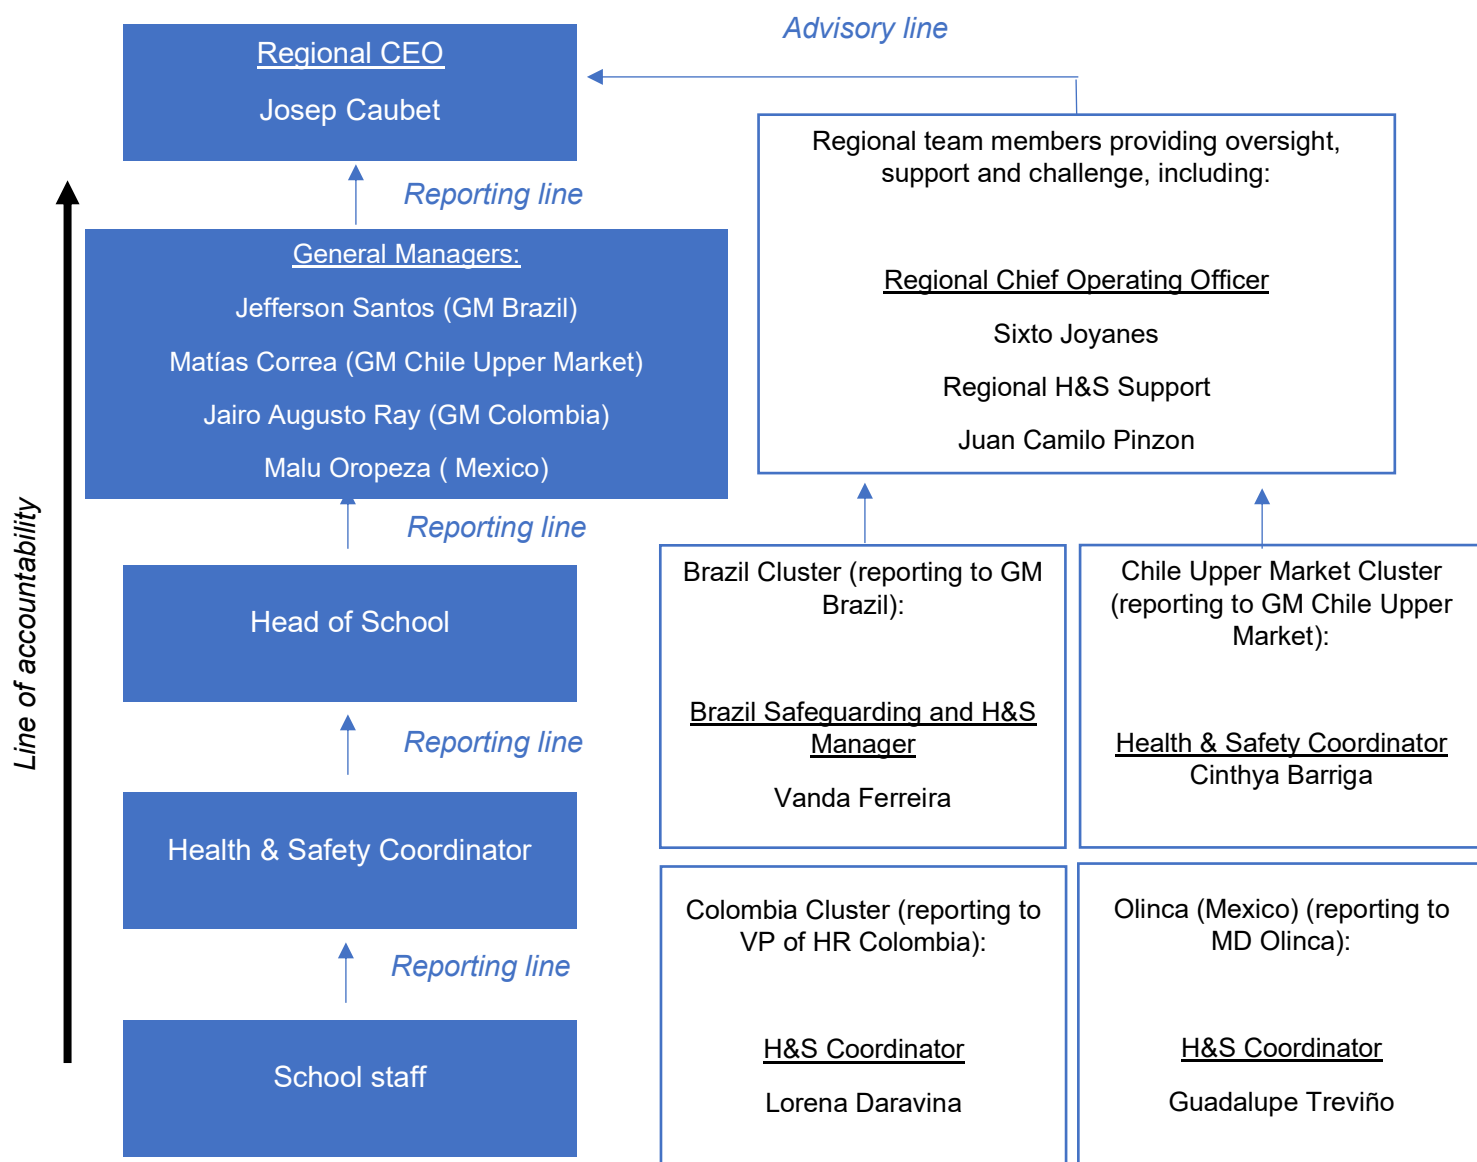 Advisory line
Regional CEO
Josep Caubet
Reporting line
General Managers:
Jefferson Santos (GM Brazil)
Matías Correa (GM Chile Upper Market)
Jairo Augusto Ray (GM Colombia)
Malu Oropeza ( Mexico)
Reporting line
Head of School
Reporting line
Health & Safety Coordinator
Reporting line
School staff
Line of accountability
Regional team members providing oversight,
support and challenge, including:
Regional Chief Operating Officer
Sixto Joyanes
Regional H&S Support
Juan Camilo Pinzon
Brazil Cluster (reporting to GM
Brazil):
Brazil Safeguarding and H&S
Manager
Vanda Ferreira
Chile Upper Market Cluster
(reporting to GM Chile Upper
Market):
Health & Safety Coordinator
Cinthya Barriga
Colombia Cluster (reporting to
VP of HR Colombia):
H&S Coordinator
Lorena Daravina
Olinca (Mexico) (reporting to
MD Olinca):
H&S Coordinator
Guadalupe Treviño